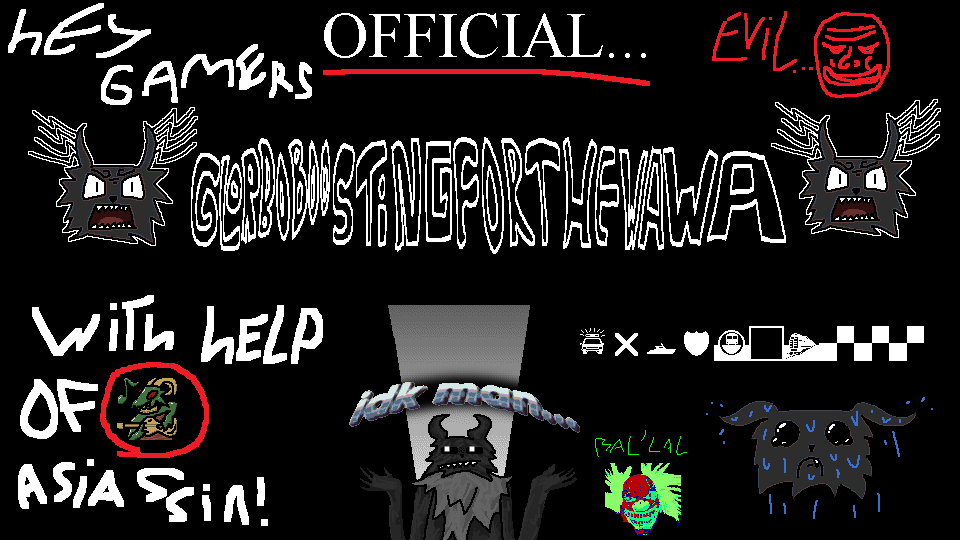 HEY GAMERS
OFFICIAL...
EVIL...
GLORBOBOOSTINGFORTHEWAWA
WiTH HELP
OF
ASiASSin!
idk man...
BAL'LAL